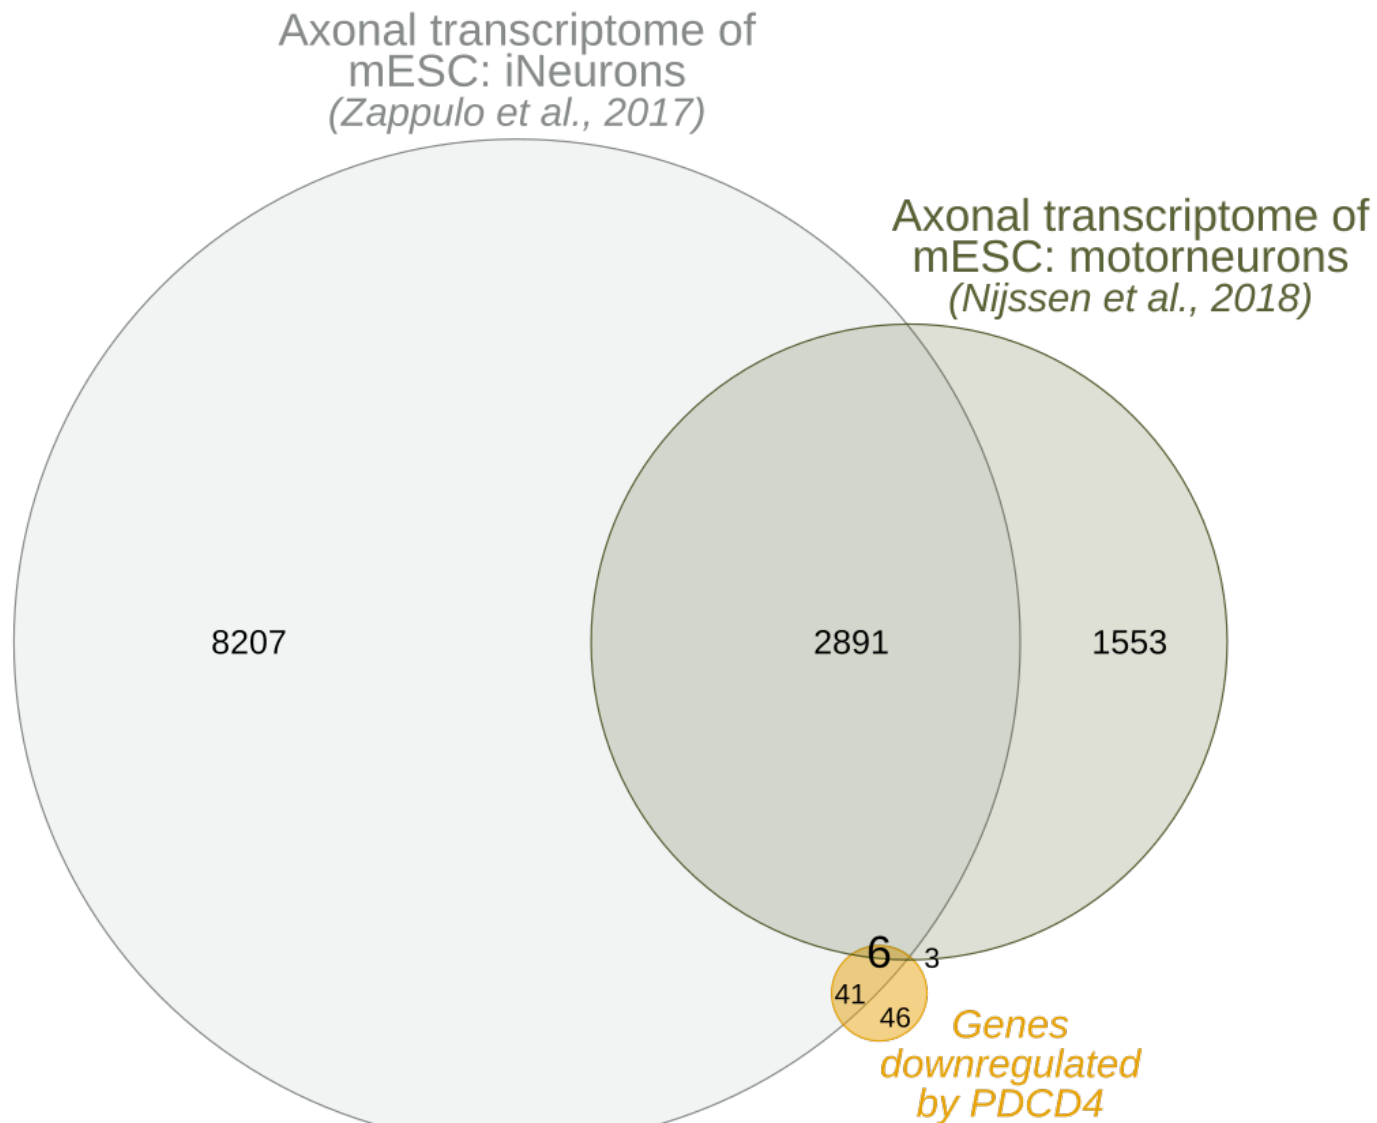 Axonal transcriptome of
mESC: iNeurons
(Zappulo et al., 2017)
Axonal transcriptome of
mESC: motorneurons
(Nijssen et al., 2018)
8207
2891
1553
6
3
41
46
Genes
downregulated
by PDCD4